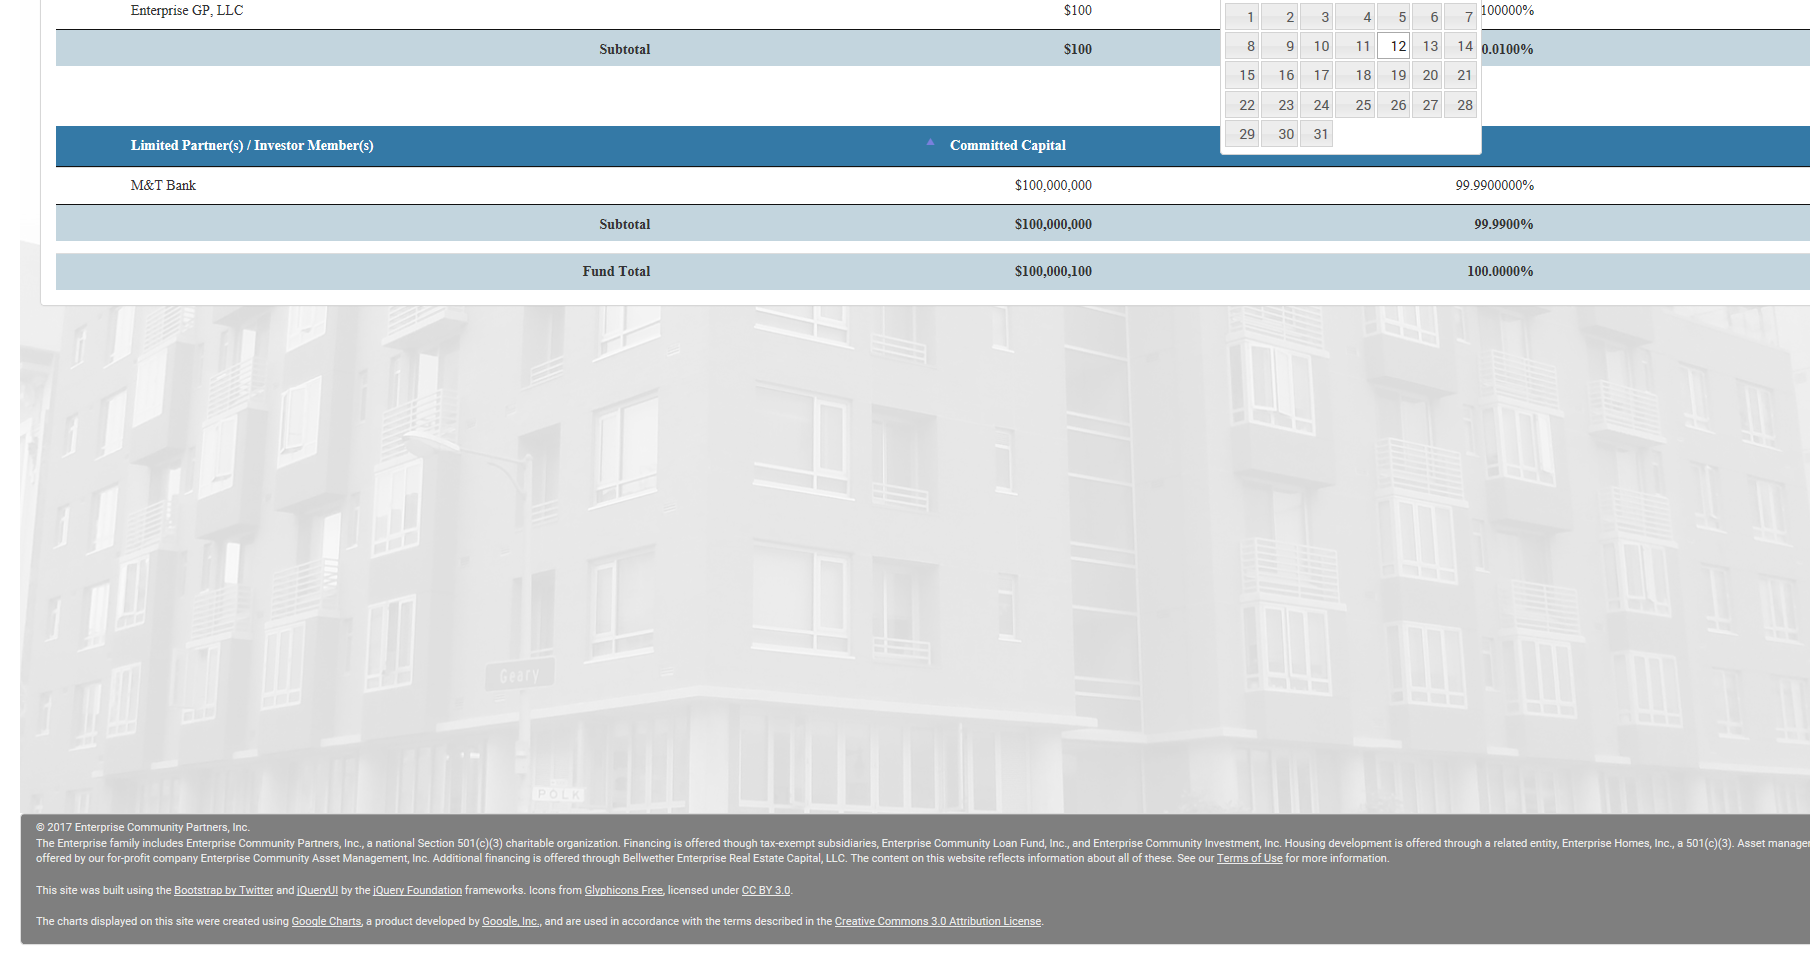 Enterprise GP, LLC $100 100000%
Subtotal $100 0.0100%
1 2 3 4 5 6 7
8 9 10 11 12 13 14
15 16 17 18 19 20 21
22 23 24 25 26 27 28
29 30 31
Limited Partner(s) / Investor Member(s) Committed Capital
M&T Bank $100,000,000 99.9900000%
Subtotal $100,000,000 99.9900%
Fund Total $100,000,100 100.0000%
Geary
POLK
© 2017 Enterprise Community Partners, Inc.
The Enterprise family includes Enterprise Community Partners, Inc., a national Section 501(c)(3) charitable organization. Financing is offered though tax-exempt subsidiaries, Enterprise Community Loan Fund, Inc., and Enterprise Community Investment, Inc. Housing development is offered through a related entity, Enterprise Homes, Inc., a 501(c)(3). Asset manage
offered by our for-profit company Enterprise Community Asset Management, Inc. Additional financing is offered through Bellwether Enterprise Real Estate Capital, LLC. The content on this website reflects information about all of these. See our Terms of Use for more information.
This site was built using the Bootstrap by Twitter and jQueryUI by the jQuery Foundation frameworks. Icons from Glyphicons Free, licensed under CC BY 3.0.
The charts displayed on this site were created using Google Charts, a product developed by Google, Inc., and are used in accordance with the terms described in the Creative Commons 3.0 Attribution License.